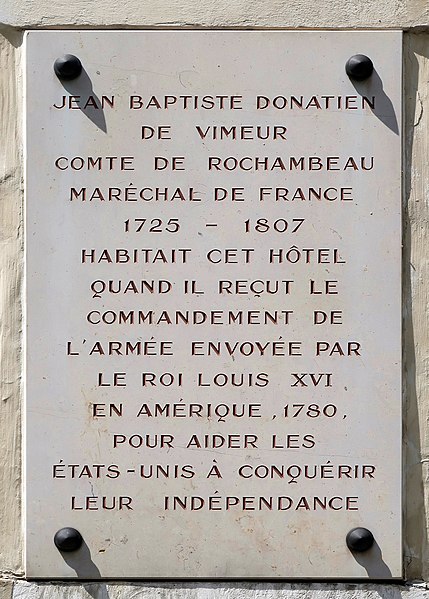 JEAN BAPTISTE DONATIEN
DE VIMEUR
COMTE DE ROCHAMBEAU
MARÉCHAL DE FRANCE
1725 - 1807
HABITAIT CET HÔTEL
QUAND IL REÇUT LE
COMMANDEMENT DE
L'ARMÉE ENVOYÉE PAR
LE ROI LOUIS XVI
EN AMÉRIQUE, 1780,
POUR AIDER LES
ÉTATS-UNIS À CONQUÉRIR
LEUR INDÉPENDANCE